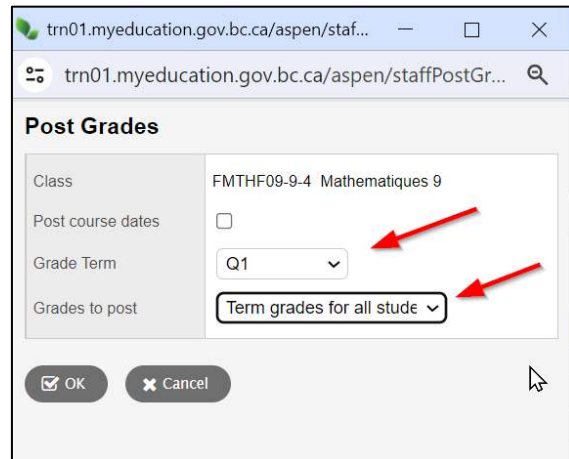 trn01.myeducation.gov.bc.ca/aspen/staf...
trn01.myeducation.gov.bc.ca/aspen/staffPostGr...
Post Grades
Class FMTHF09-9-4 Mathematiques 9
Post course dates
Grade Term Q1
Grades to post Term grades for all stude
OK Cancel